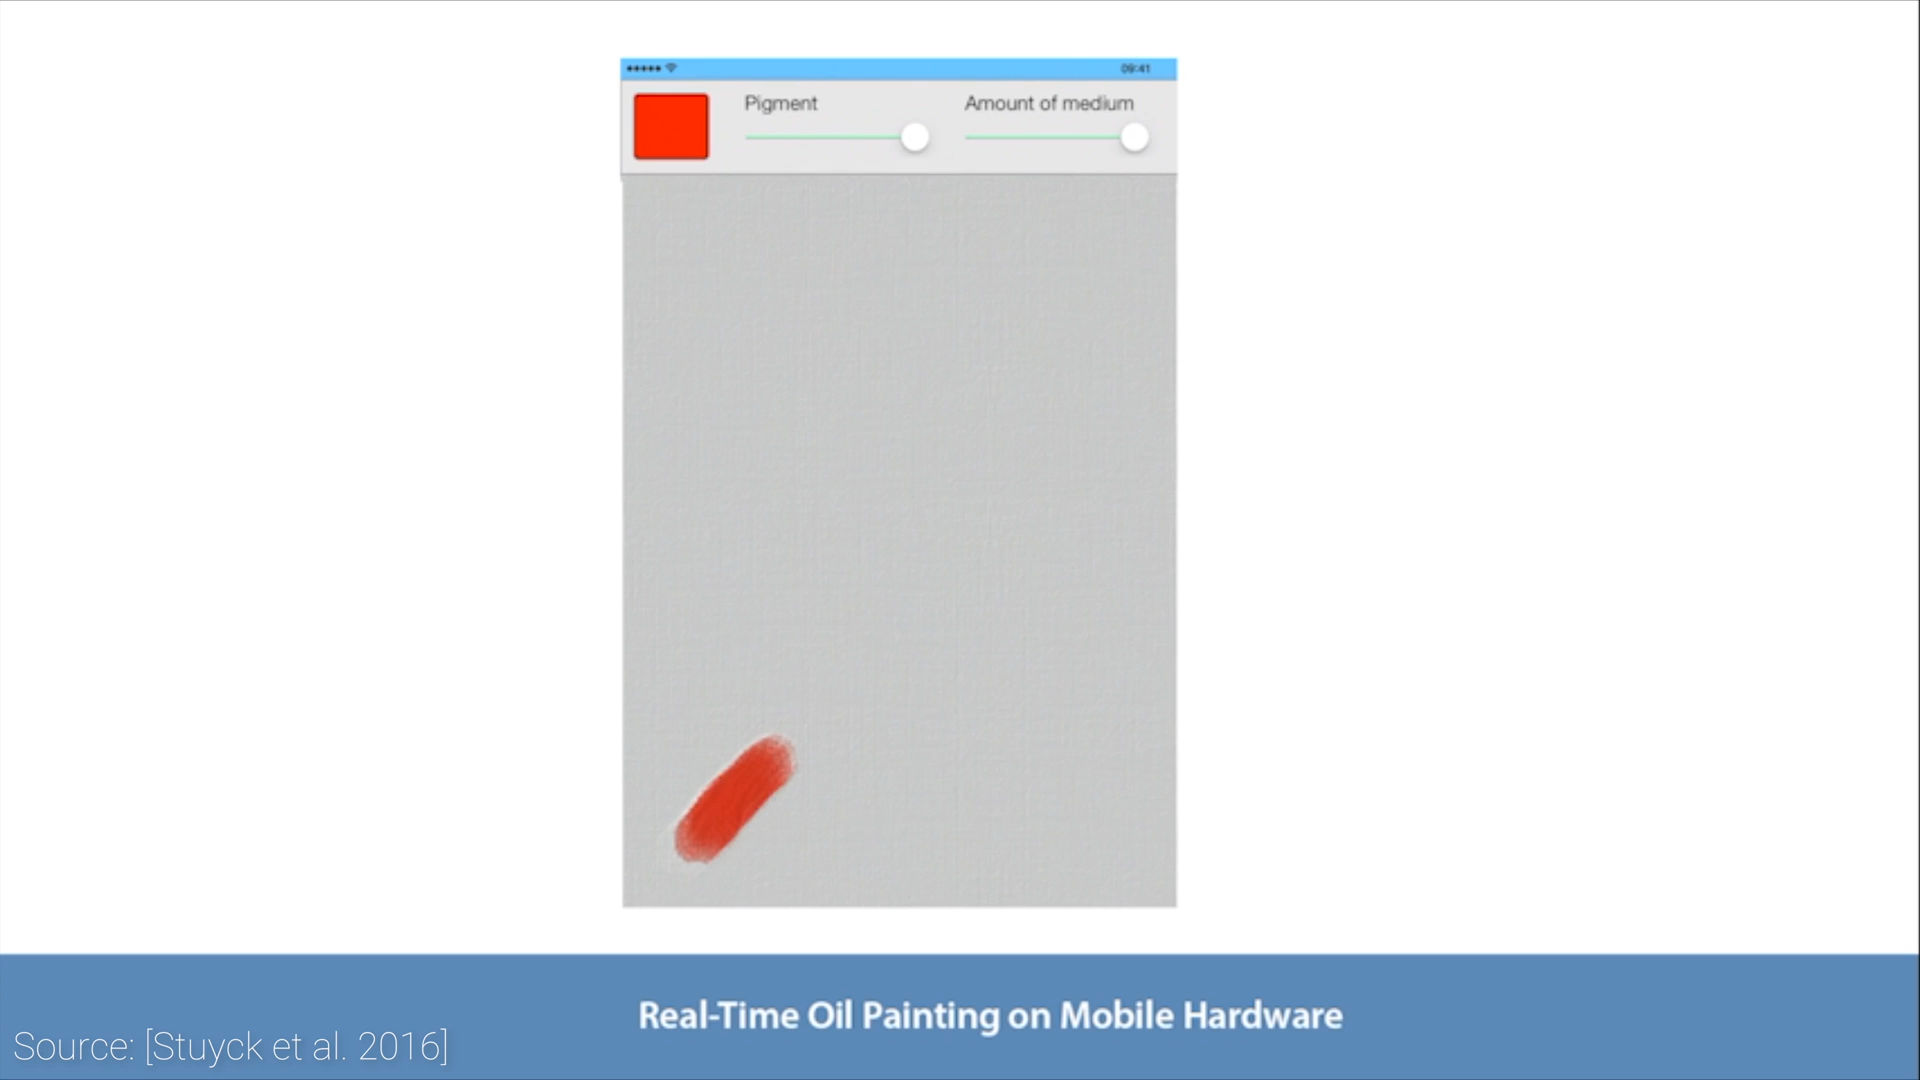 09:41
Pigment
Amount of medium
Real-Time Oil Painting on Mobile Hardware
Source: [Stuyck et al. 2016]